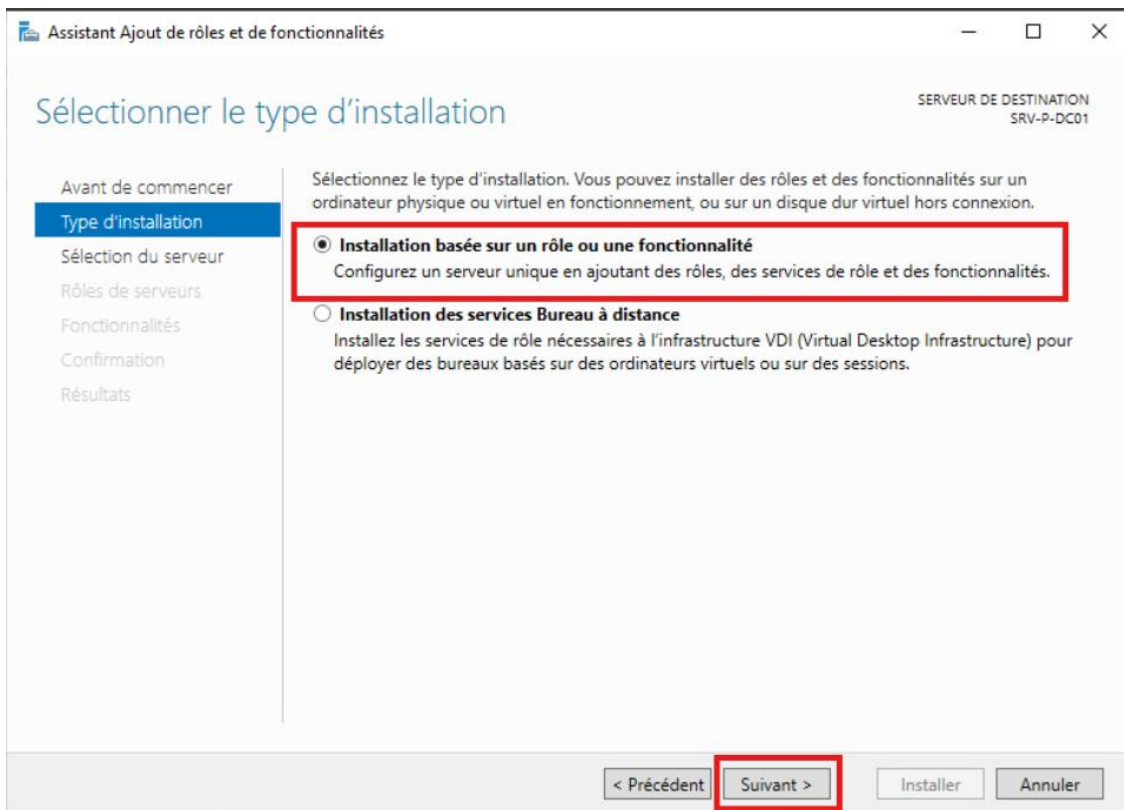 Assistant Ajout de rôles et de fonctionnalités
Sélectionner le type d’installation
SERVEUR DE DESTINATION
SRV-P-DC01
Avant de commencer
Type d’installation
Sélection du serveur
Rôles de serveurs
Fonctionnalités
Confirmation
Résultats
Sélectionnez le type d’installation. Vous pouvez installer des rôles et des fonctionnalités sur un
ordinateur physique ou virtuel en fonctionnement, ou sur un disque dur virtuel hors connexion.
Installation basée sur un rôle ou une fonctionnalité
Configurez un serveur unique en ajoutant des rôles, des services de rôle et des fonctionnalités.
Installation des services Bureau à distance
Installez les services de rôle nécessaires à l’infrastructure VDI (Virtual Desktop Infrastructure) pour
déployer des bureaux basés sur des ordinateurs virtuels ou sur des sessions.
< Précédent
Suivant >
Installer
Annuler